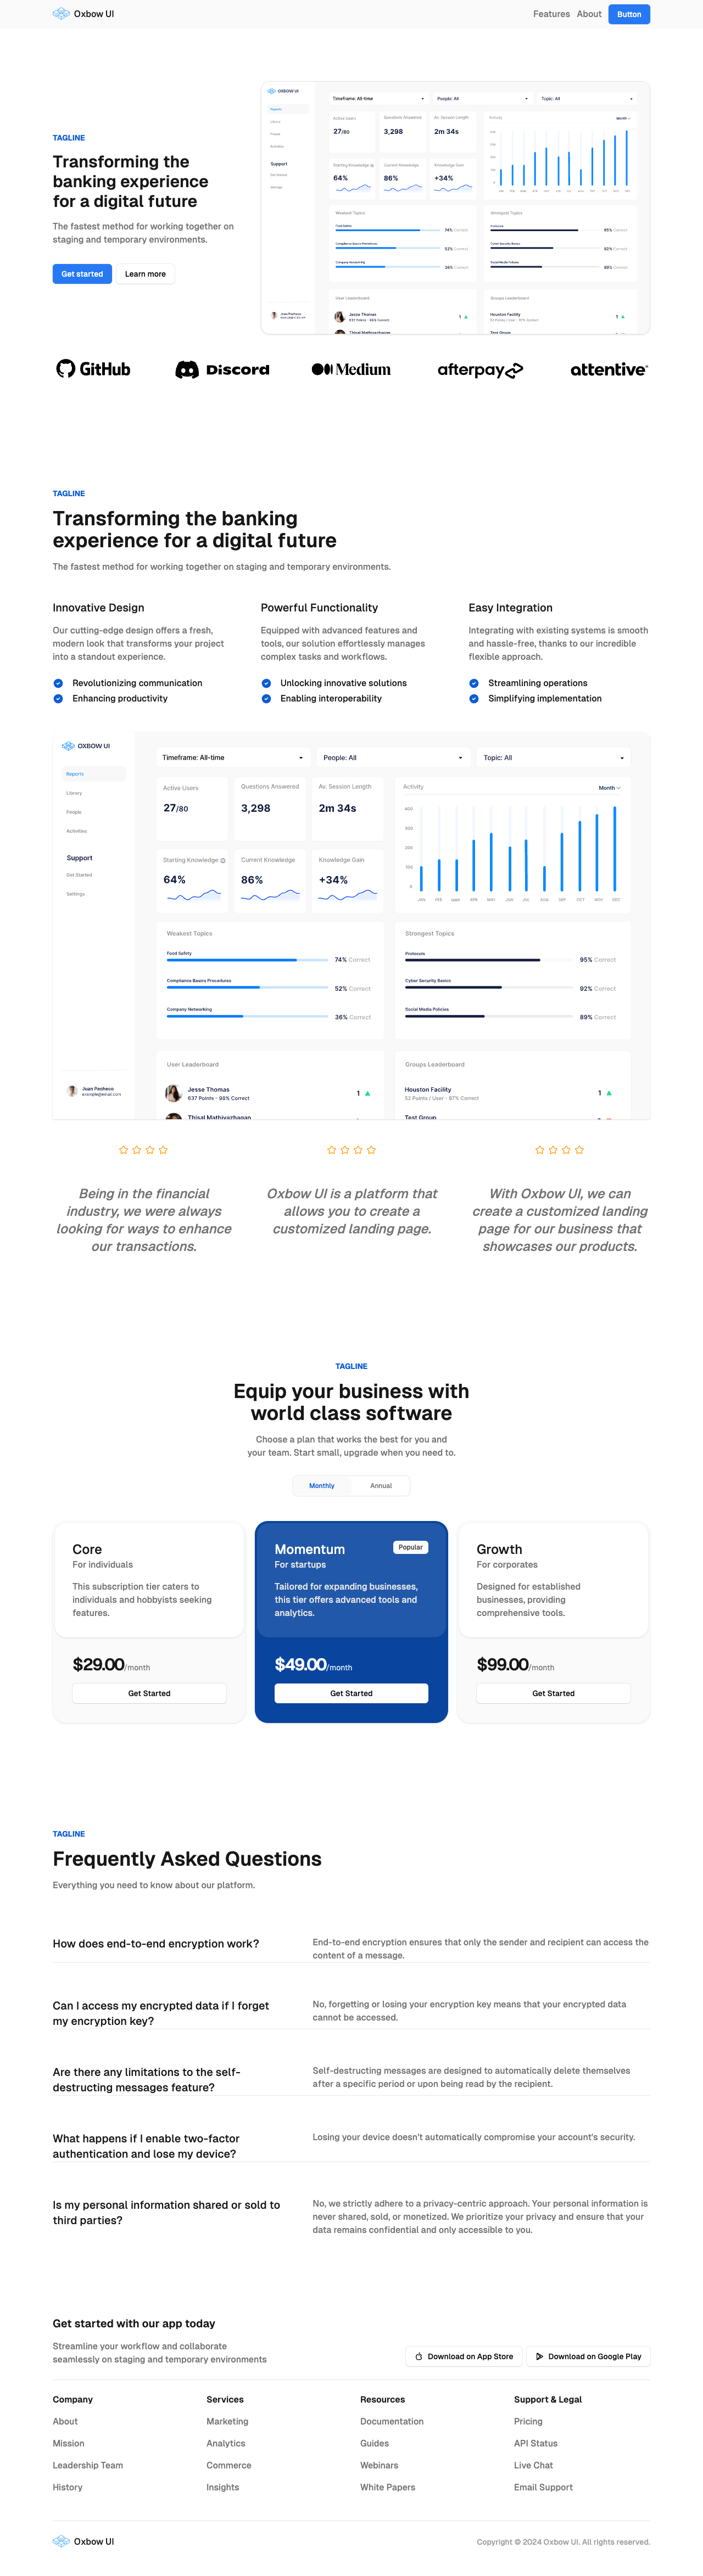 Oxbow UI
Features About Button
TAGLINE
Transforming the
banking experience
for a digital future
The fastest method for working together on
staging and temporary environments.
Get started Learn more
OXBOW UI
Reports
Library
People
Activities
Support
Get Started
Settings
Juan Pacheco
Timeframe: All-time
People: All
Topic: All
Active Users
27/80
Questions Answered
3,298
Av. Session Length
2m 34s
Starting Knowledge
64%
Current Knowledge
86%
Knowledge Gain
+34%
Activity
Month
Weakest Topics
Food Safety
74% Correct
Compliance Basics Procedures
52% Correct
Company Networking
36% Correct
Strongest Topics
Protocols
95% Correct
Cyber Security Basics
92% Correct
Social Media Policies
89% Correct
User Leaderboard
Jesse Thomas
637 Points - 98% Correct
1
Thisal Mathiyazhagan
Groups Leaderboard
Houston Facility
52 Points / User - 97% Correct
1
Test Group
GitHub
Discord
Medium
afterpay
attentive
TAGLINE
Transforming the banking
experience for a digital future
The fastest method for working together on staging and temporary environments.
Innovative Design
Our cutting-edge design offers a fresh,
modern look that transforms your project
into a standout experience.
Revolutionizing communication
Enhancing productivity
Powerful Functionality
Equipped with advanced features and
tools, our solution effortlessly manages
complex tasks and workflows.
Unlocking innovative solutions
Enabling interoperability
Easy Integration
Integrating with existing systems is smooth
and hassle-free, thanks to our incredible
flexible approach.
Streamlining operations
Simplifying implementation
OXBOW UI
Reports
Library
People
Activities
Support
Get Started
Settings
Juan Pacheco
example@email.com
Timeframe: All-time
People: All
Topic: All
Active Users
27/80
Questions Answered
3,298
Av. Session Length
2m 34s
Starting Knowledge
64%
Current Knowledge
86%
Knowledge Gain
+34%
Activity
Month
400
300
200
100
0
JAN FEB MAR APR MAY JUN JUL AUG SEP OCT NOV DEC
Weakest Topics
Food Safety
74% Correct
Compliance Basics Procedures
52% Correct
Company Networking
36% Correct
Strongest Topics
Protocols
95% Correct
Cyber Security Basics
92% Correct
Social Media Policies
89% Correct
User Leaderboard
Jesse Thomas
637 Points - 98% Correct
1
Thisal Mathiyazhagan
Groups Leaderboard
Houston Facility
52 Points / User - 97% Correct
1
Test Group
Being in the financial
industry, we were always
looking for ways to enhance
our transactions.
Oxbow UI is a platform that
allows you to create a
customized landing page.
With Oxbow UI, we can
create a customized landing
page for our business that
showcases our products.
TAGLINE
Equip your business with
world class software
Choose a plan that works the best for you and
your team. Start small, upgrade when you need to.
Monthly Annual
Core
For individuals
This subscription tier caters to
individuals and hobbyists seeking
features.
$29.00/month
Get Started
Momentum
Popular
For startups
Tailored for expanding businesses,
this tier offers advanced tools and
analytics.
$49.00/month
Get Started
Growth
For corporates
Designed for established
businesses, providing
comprehensive tools.
$99.00/month
Get Started
TAGLINE
Frequently Asked Questions
Everything you need to know about our platform.
How does end-to-end encryption work?
End-to-end encryption ensures that only the sender and recipient can access the
content of a message.
Can I access my encrypted data if I forget
my encryption key?
No, forgetting or losing your encryption key means that your encrypted data
cannot be accessed.
Are there any limitations to the self-
destructing messages feature?
Self-destructing messages are designed to automatically delete themselves
after a specific period or upon being read by the recipient.
What happens if I enable two-factor
authentication and lose my device?
Losing your device doesn't automatically compromise your account's security.
Is my personal information shared or sold to
third parties?
No, we strictly adhere to a privacy-centric approach. Your personal information is
never shared, sold, or monetized. We prioritize your privacy and ensure that your
data remains confidential and only accessible to you.
Get started with our app today
Streamline your workflow and collaborate
seamlessly on staging and temporary environments
Download on App Store
Download on Google Play
Company
About
Mission
Leadership Team
History
Services
Marketing
Analytics
Commerce
Insights
Resources
Documentation
Guides
Webinars
White Papers
Support & Legal
Pricing
API Status
Live Chat
Email Support
Oxbow UI
Copyright © 2024 Oxbow UI. All rights reserved.